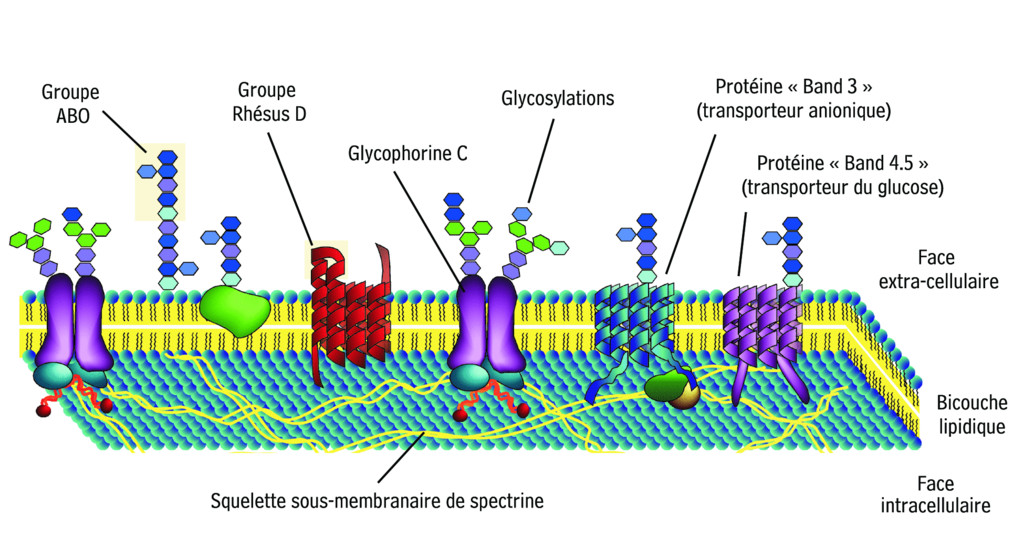 Groupe
ABO
Groupe
Rhésus D
Glycophorine C
Glycosylations
Protéine « Band 3 »
(transporteur anionique)
Protéine « Band 4.5 »
(transporteur du glucose)
Face
extra-cellulaire
Bicouche
lipidique
Squelette sous-membranaire de spectrine
Face
intracellulaire